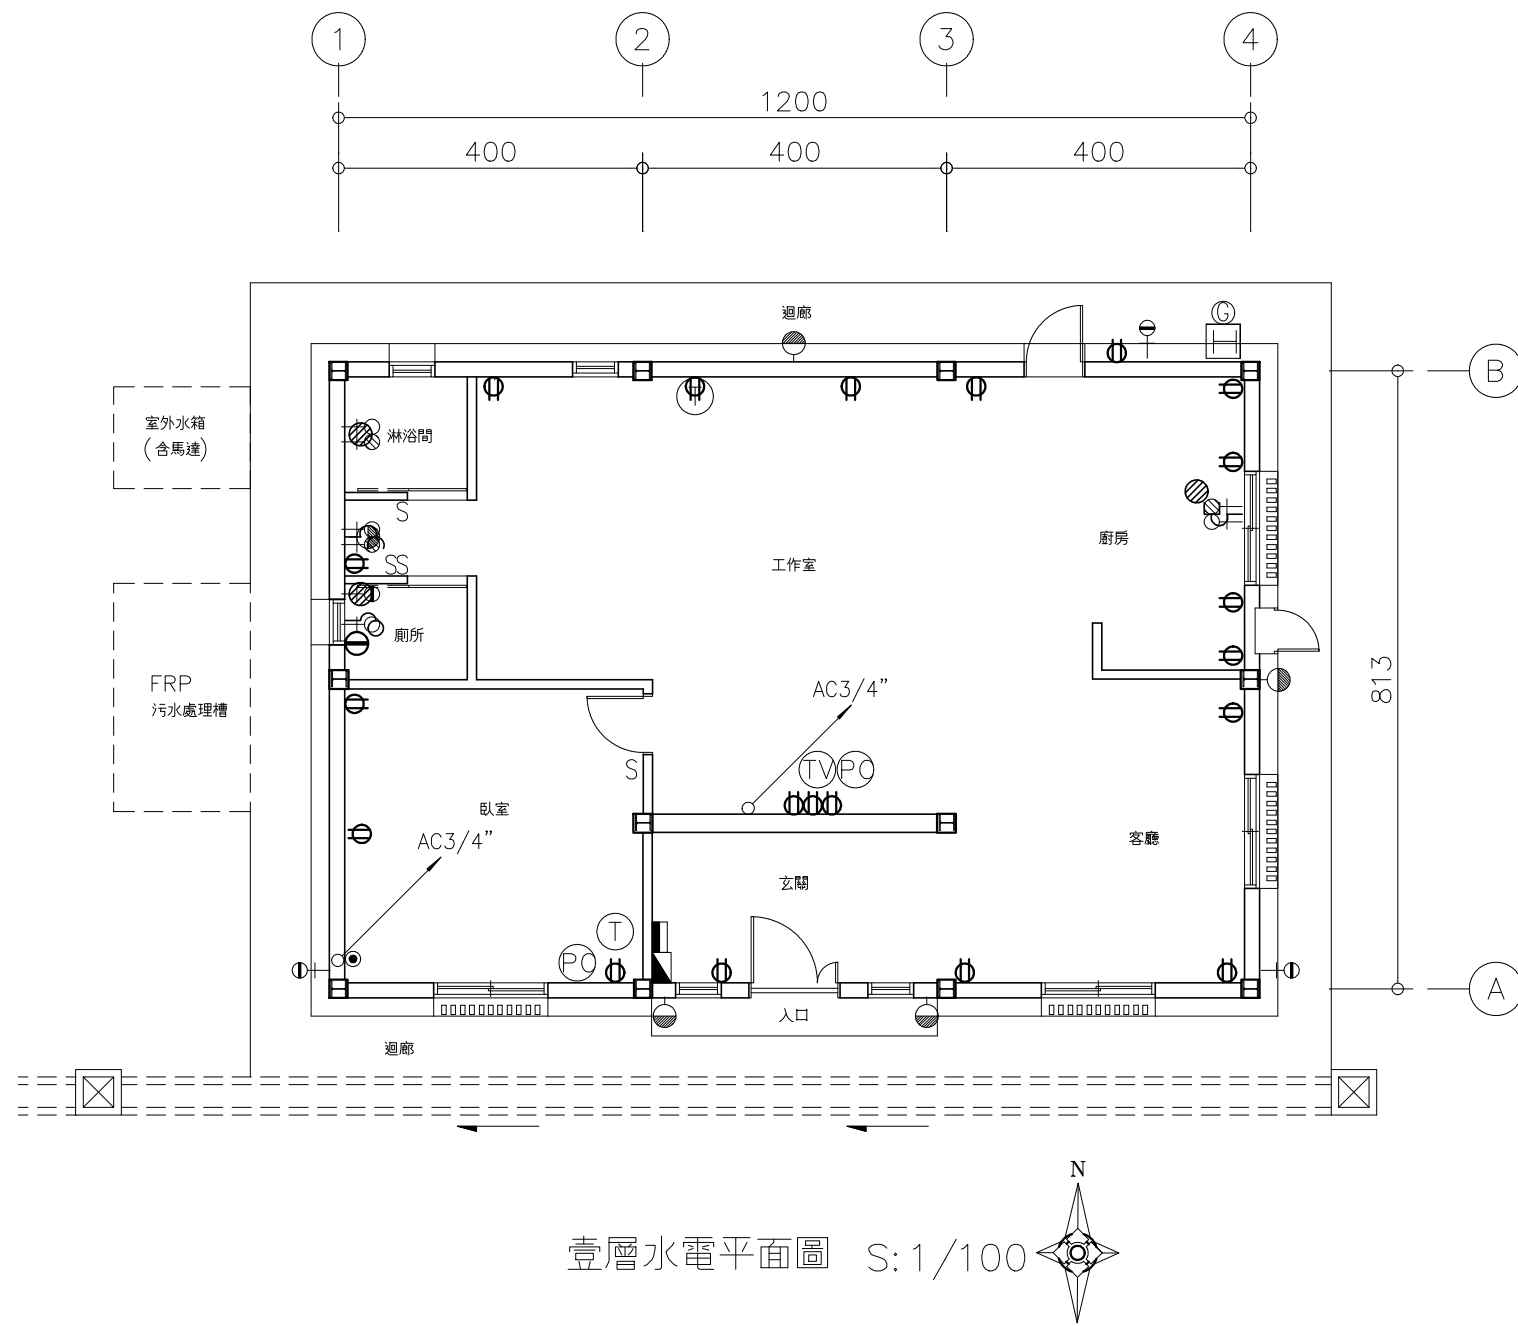 1 2 3 4
1200
400 400 400
迴廊
G
B
室外水箱
(含馬達)
淋浴間
T
S
廚房
工作室
SS
廁所
FRP
污水處理槽
AC3/4"
813
S
TV PO
臥室
AC3/4"
客廳
玄關
T
PO
A
入口
迴廊
N
壹層水電平面圖 S:1/100